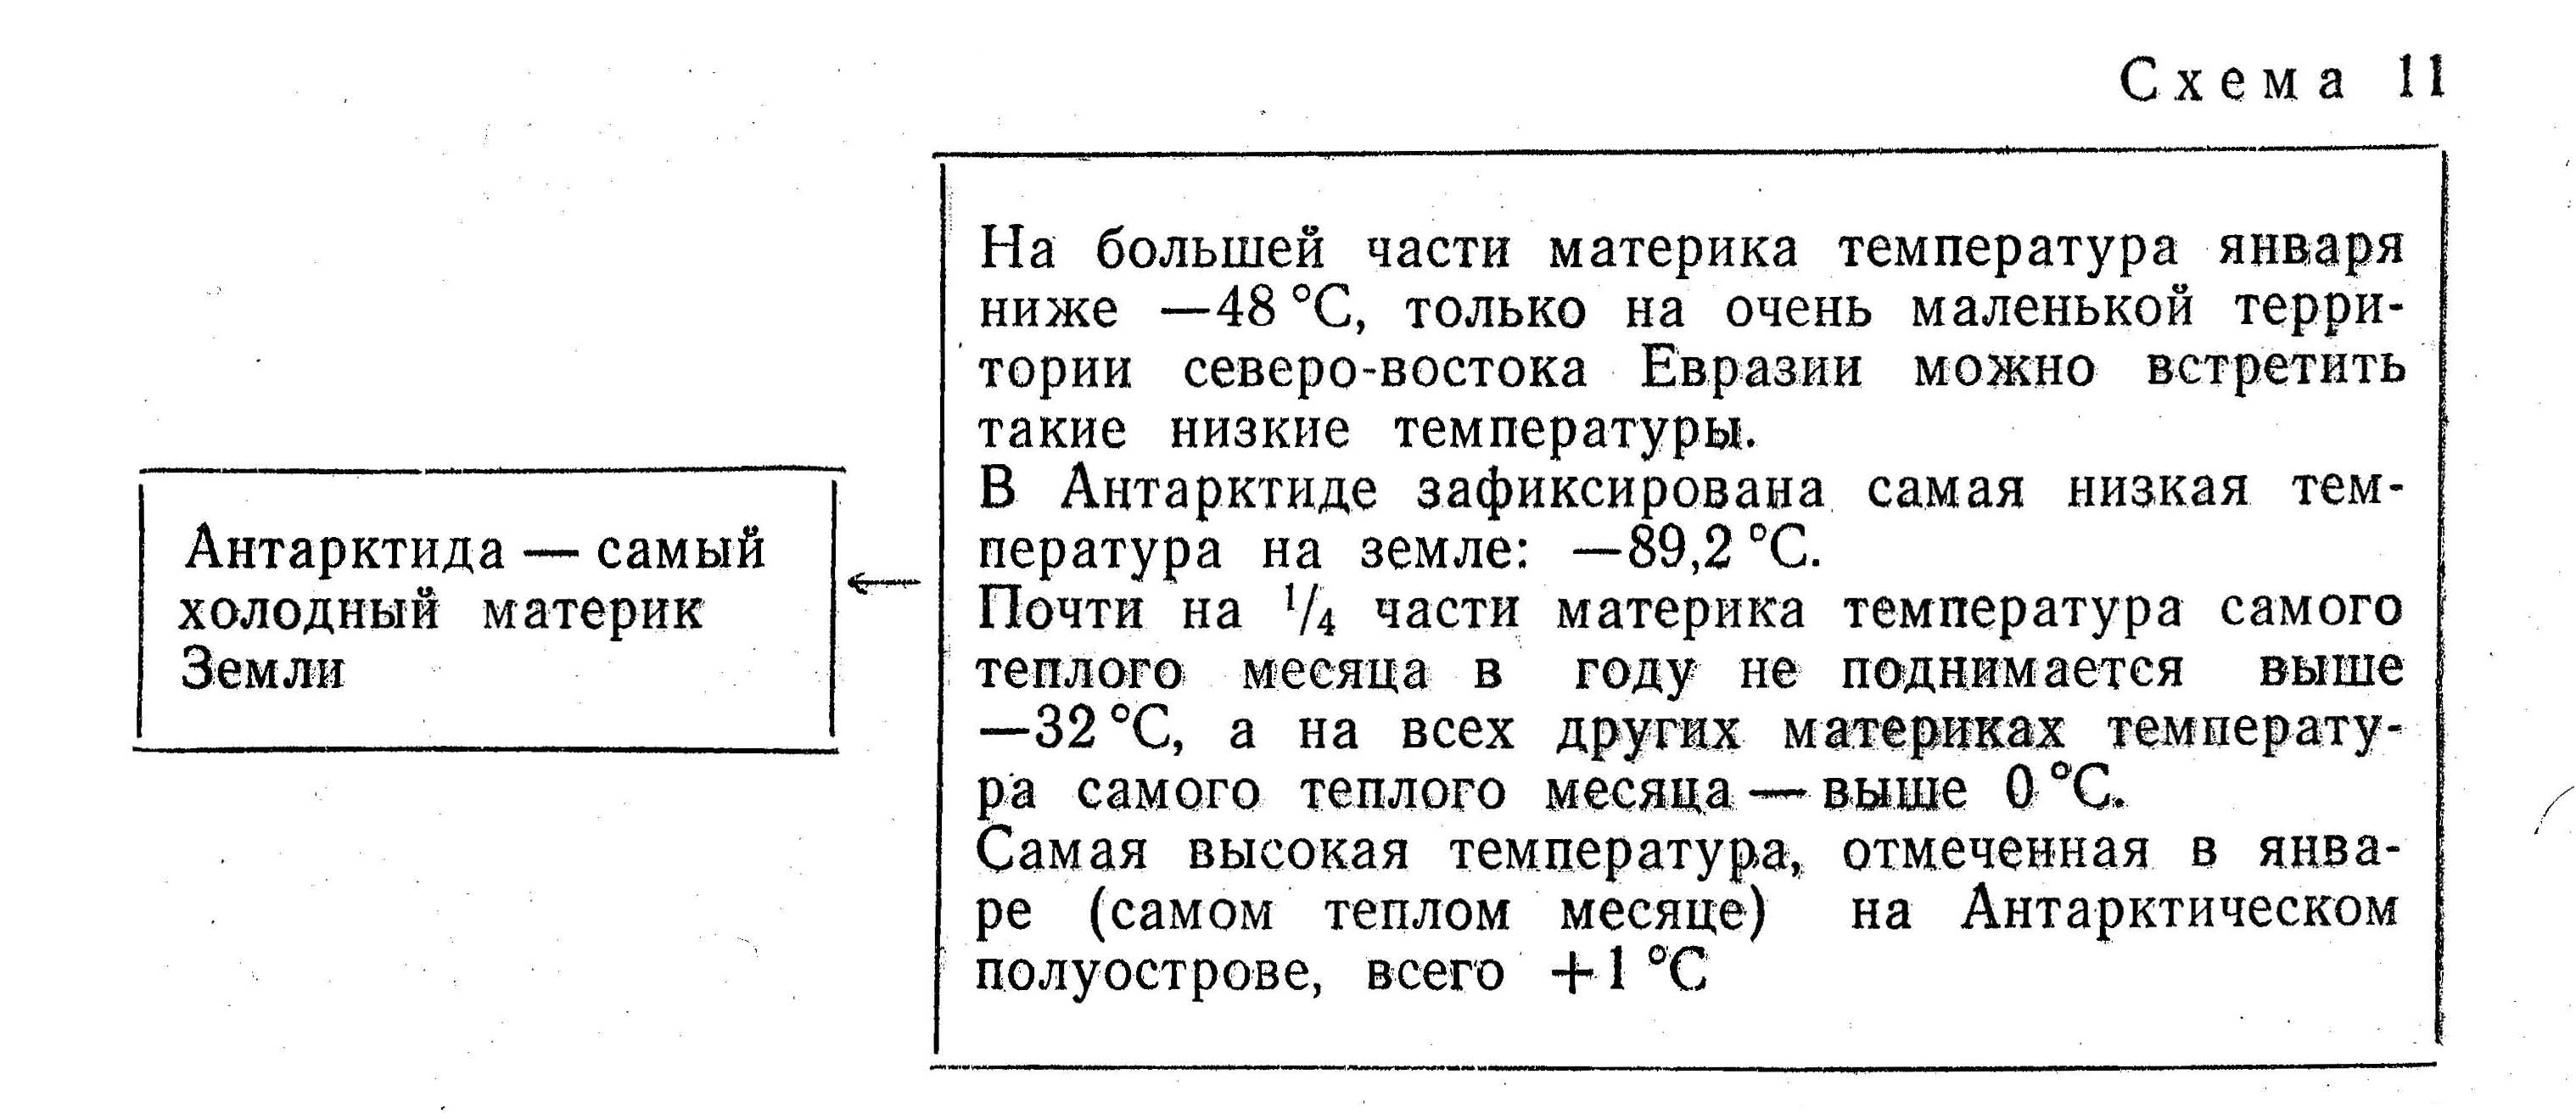 Схема 11
Антарктида — самый
холодный материк
Земли
На большей части материка температура января
ниже —48 °С, только на очень маленькой терри-
тории северо-востока Евразии можно встретить
такие низкие температуры.
В Антарктиде зафиксирована самая низкая тем-
пература на земле: —89,2 °С.
Почти на 1/4 части материка температура самого
теплого месяца в году не поднимается выше
—32 °С, а на всех других материках температу-
ра самого теплого месяца — выше 0 °С.
Самая высокая температура, отмеченная в янва-
ре (самом теплом месяце) на Антарктическом
полуострове, всего +1 °С